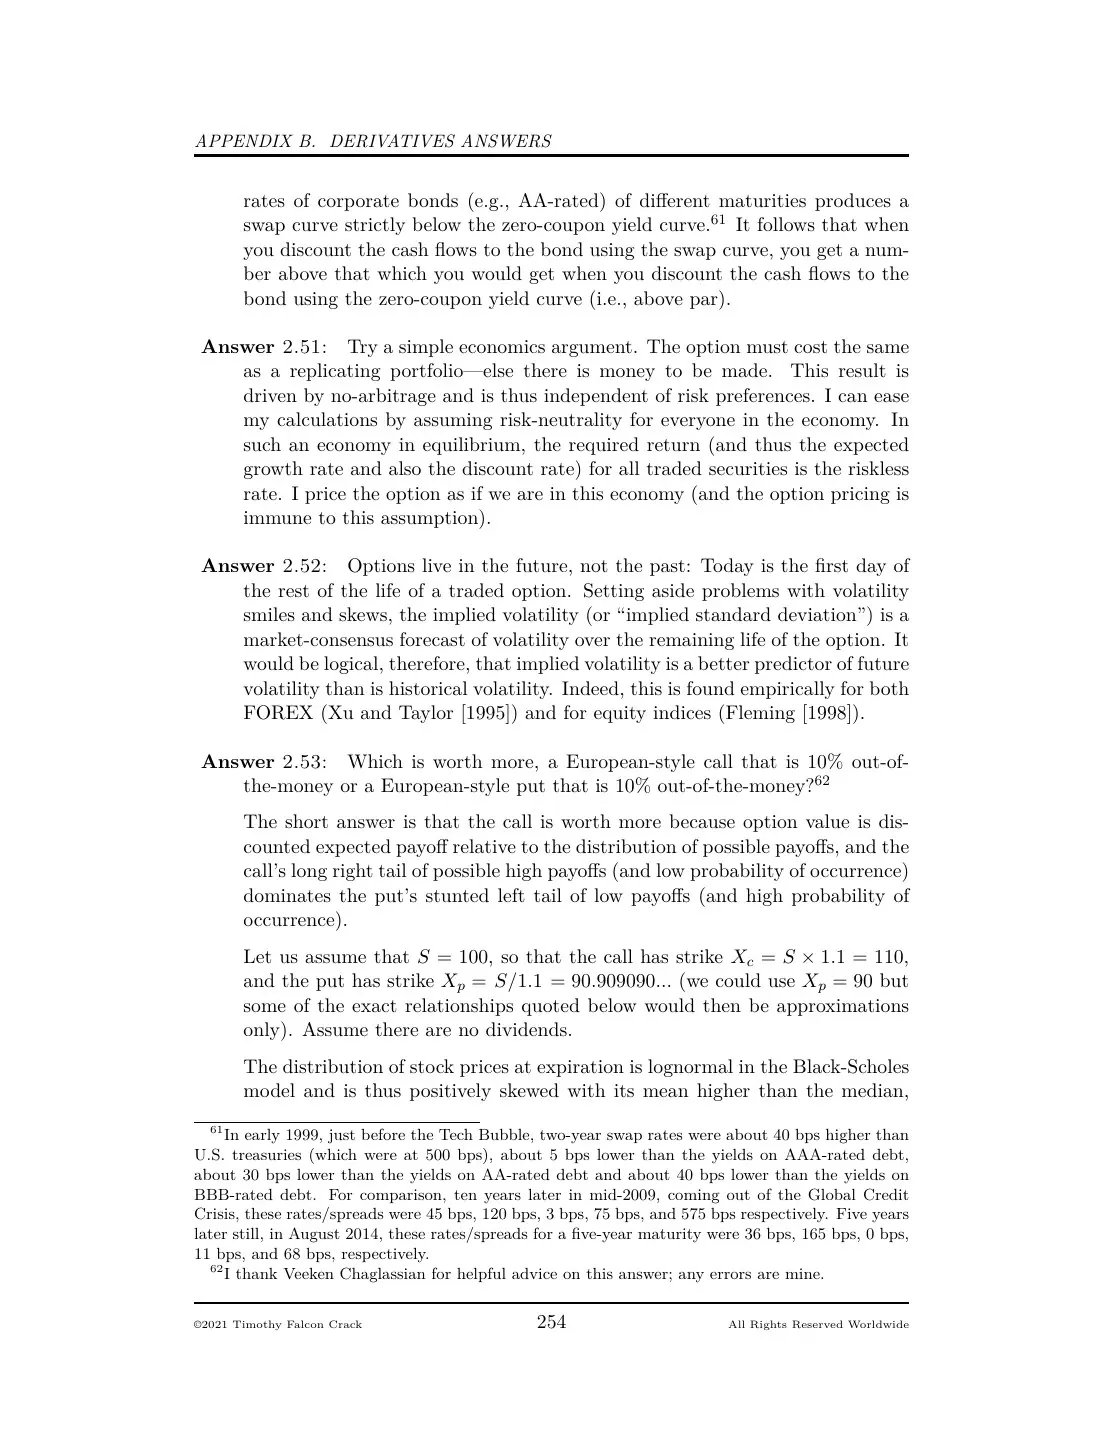 APPENDIX B. DERIVATIVES ANSWERS
rates of corporate bonds (e.g., AA-rated) of different maturities produces a
swap curve strictly below the zero-coupon yield curve.61 It follows that when
you discount the cash flows to the bond using the swap curve, you get a num-
ber above that which you would get when you discount the cash flows to the
bond using the zero-coupon yield curve (i.e., above par).
Answer 2.51: Try a simple economics argument. The option must cost the same
as a replicating portfolio—else there is money to be made. This result is
driven by no-arbitrage and is thus independent of risk preferences. I can ease
my calculations by assuming risk-neutrality for everyone in the economy. In
such an economy in equilibrium, the required return (and thus the expected
growth rate and also the discount rate) for all traded securities is the riskless
rate. I price the option as if we are in this economy (and the option pricing is
immune to this assumption).
Answer 2.52: Options live in the future, not the past: Today is the first day of
the rest of the life of a traded option. Setting aside problems with volatility
smiles and skews, the implied volatility (or “implied standard deviation”) is a
market-consensus forecast of volatility over the remaining life of the option. It
would be logical, therefore, that implied volatility is a better predictor of future
volatility than is historical volatility. Indeed, this is found empirically for both
FOREX (Xu and Taylor [1995]) and for equity indices (Fleming [1998]).
Answer 2.53: Which is worth more, a European-style call that is 10% out-of-
the-money or a European-style put that is 10% out-of-the-money?62
The short answer is that the call is worth more because option value is dis-
counted expected payoff relative to the distribution of possible payoffs, and the
call’s long right tail of possible high payoffs (and low probability of occurrence)
dominates the put’s stunted left tail of low payoffs (and high probability of
occurrence).
Let us assume that S = 100, so that the call has strike Xc = S × 1.1 = 110,
and the put has strike Xp = S/1.1 = 90.909090... (we could use Xp = 90 but
some of the exact relationships quoted below would then be approximations
only). Assume there are no dividends.
The distribution of stock prices at expiration is lognormal in the Black-Scholes
model and is thus positively skewed with its mean higher than the median,
61In early 1999, just before the Tech Bubble, two-year swap rates were about 40 bps higher than
U.S. treasuries (which were at 500 bps), about 5 bps lower than the yields on AAA-rated debt,
about 30 bps lower than the yields on AA-rated debt and about 40 bps lower than the yields on
BBB-rated debt. For comparison, ten years later in mid-2009, coming out of the Global Credit
Crisis, these rates/spreads were 45 bps, 120 bps, 3 bps, 75 bps, and 575 bps respectively. Five years
later still, in August 2014, these rates/spreads for a five-year maturity were 36 bps, 165 bps, 0 bps,
11 bps, and 68 bps, respectively.
62I thank Veeken Chaglassian for helpful advice on this answer; any errors are mine.
©2021 Timothy Falcon Crack 254 All Rights Reserved Worldwide